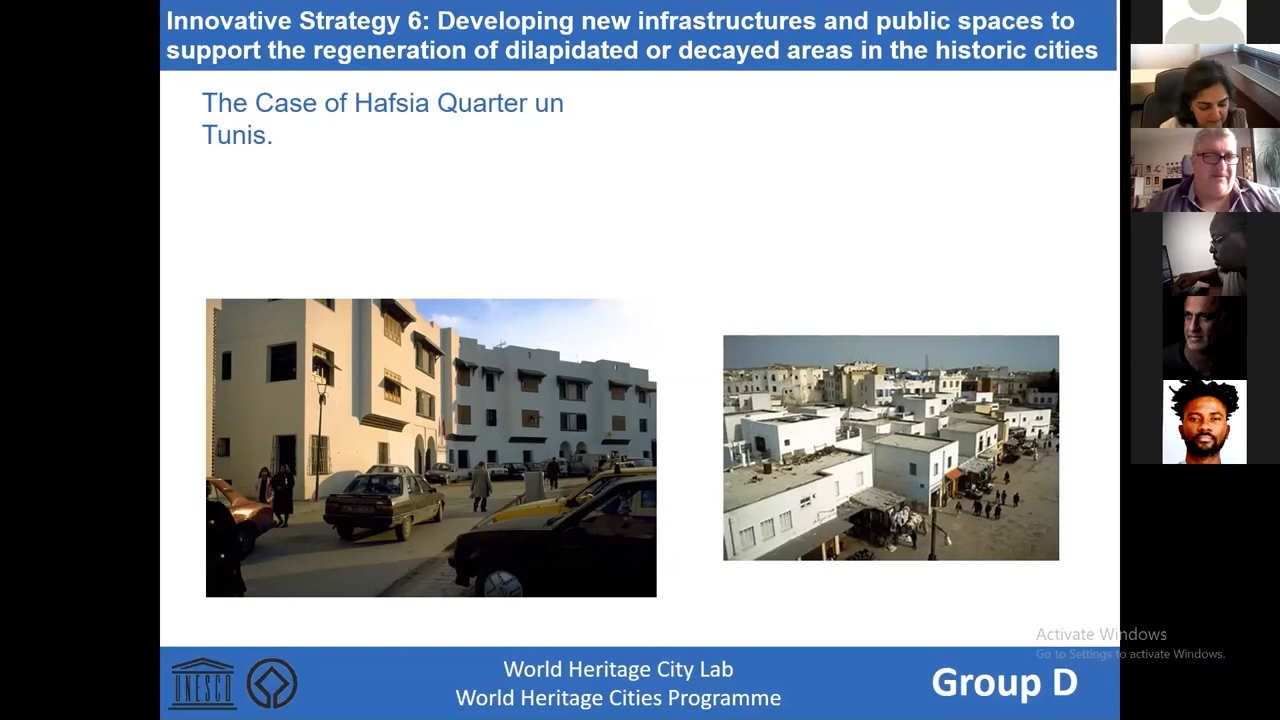 Innovative Strategy 6: Developing new infrastructures and public spaces to
support the regeneration of dilapidated or decayed areas in the historic cities
The Case of Hafsia Quarter un
Tunis.
Activate Windows
Go to Settings to activate Windows.
UNESCO
World Heritage City Lab
World Heritage Cities Programme
Group D